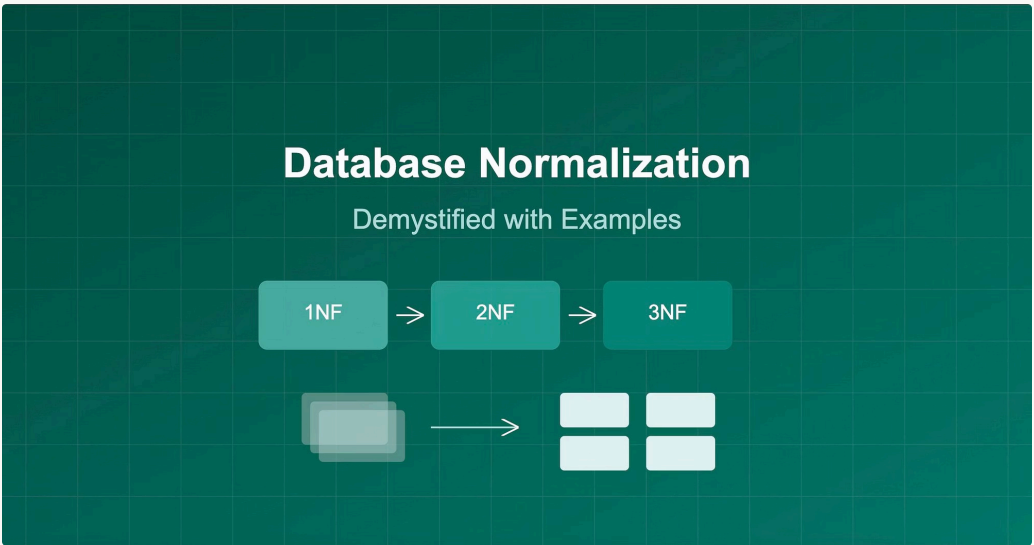 Database Normalization
Demystified with Examples
1NF 2NF 3NF